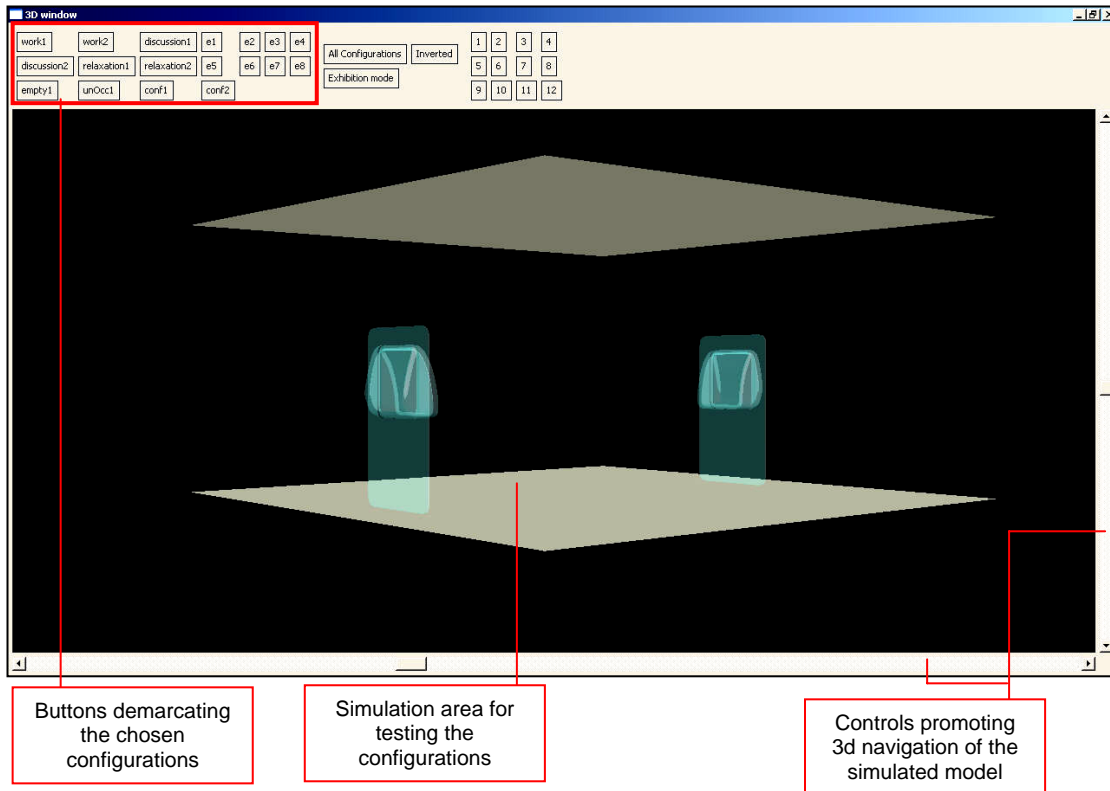 3D window
work1 work2 discussion1 e1 e2 e3 e4
discussion2 relaxation1 relaxation2 e5 e6 e7 e8
empty1 unOcc1 conf1 conf2
All Configurations Inverted
Exhibition mode
1 2 3 4
5 6 7 8
9 10 11 12
Buttons demarcating
the chosen
configurations
Simulation area for
testing the
configurations
Controls promoting
3d navigation of the
simulated model